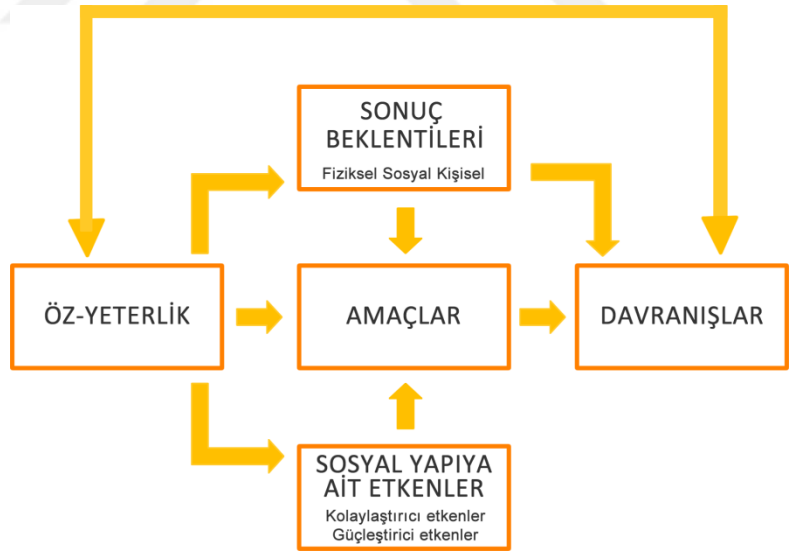 SONUÇ
BEKLENTİLERİ
Fiziksel Sosyal Kişisel
ÖZ-YETERLİK
AMAÇLAR
DAVRANIŞLAR
SOSYAL YAPIYA
AİT ETKENLER
Kolaylaştırıcı etkenler
Güçleştirici etkenler